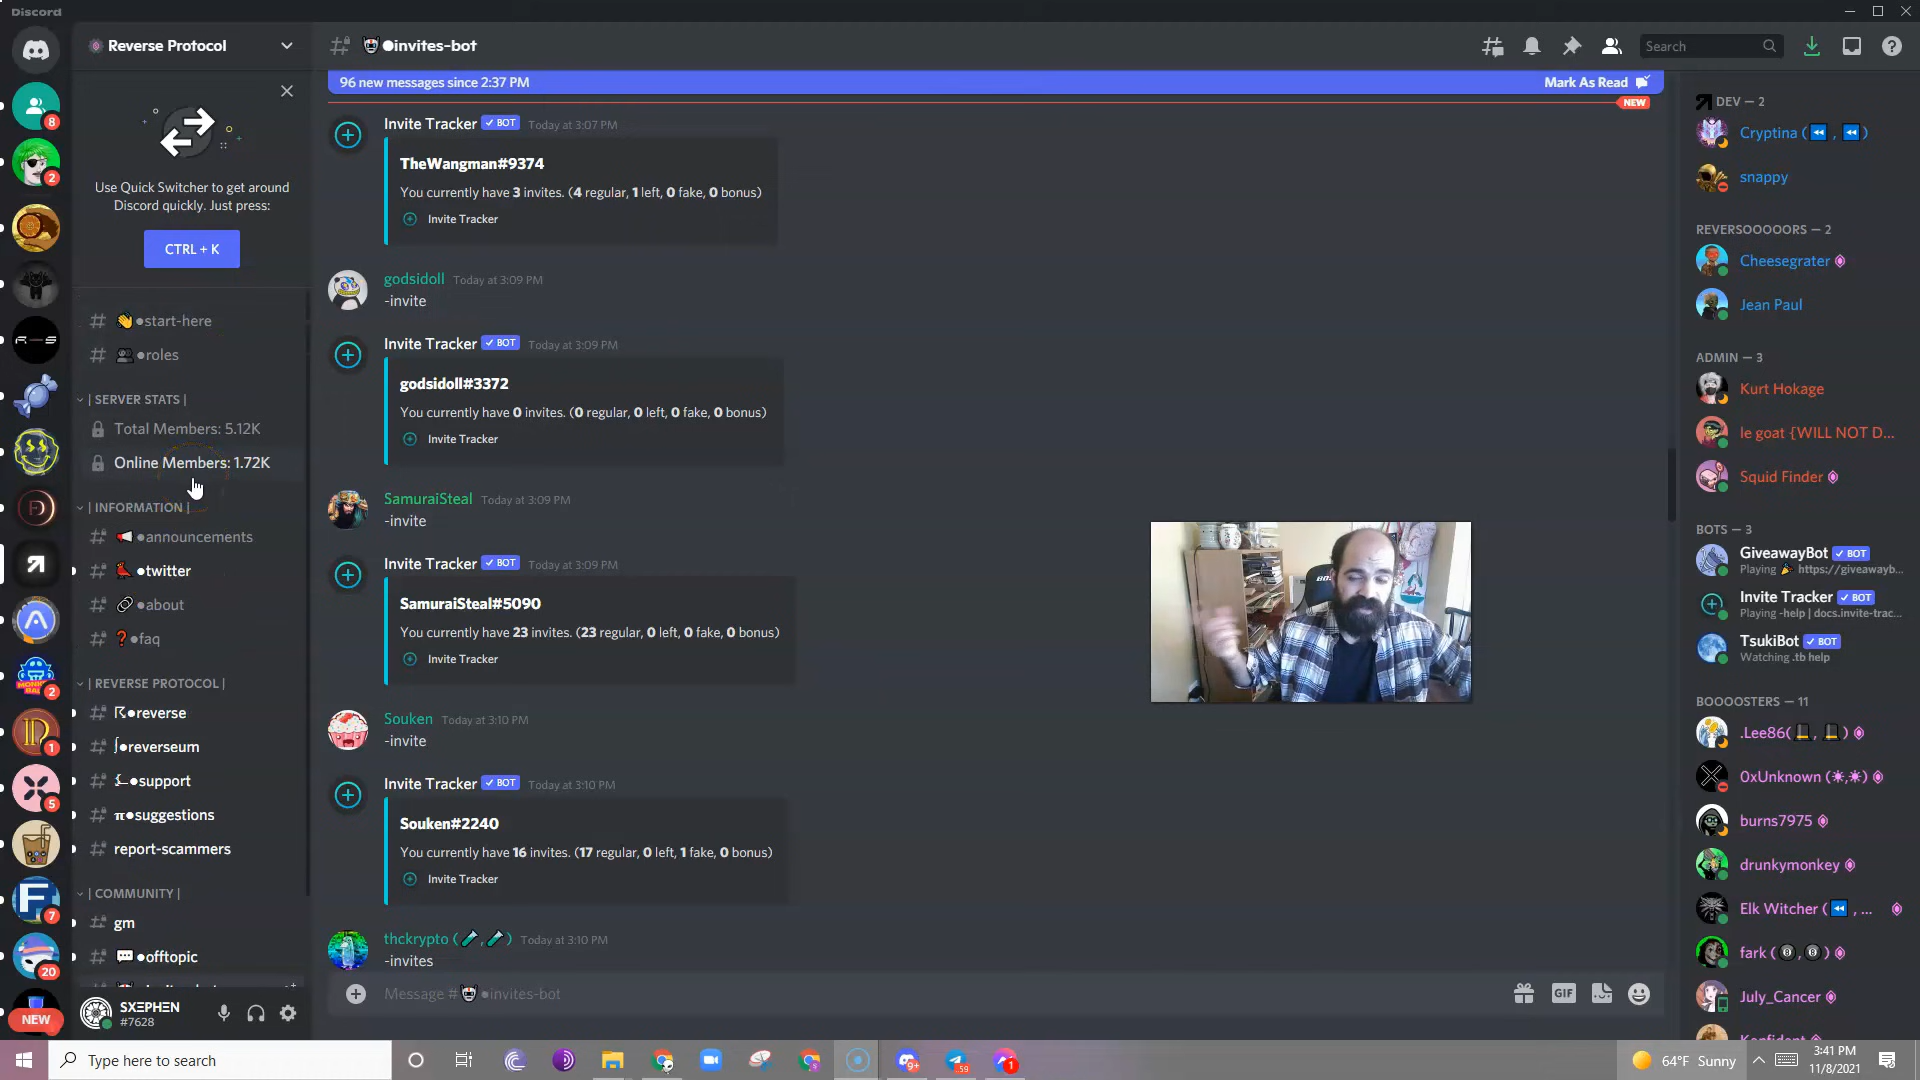 Discord
Reverse Protocol
●invites-bot
Search
96 new messages since 2:37 PM
Mark As Read
NEW
Use Quick Switcher to get around
Discord quickly. Just press:
CTRL + K
●start-here
●roles
| SERVER STATS |
Total Members: 5.12K
Online Members: 1.72K
| INFORMATION |
●announcements
●twitter
●about
●faq
| REVERSE PROTOCOL |
●reverse
●reverseum
●support
π●suggestions
report-scammers
| COMMUNITY |
gm
●offtopic
SXΞPHEN
#7628
8
2
2
1
5
7
20
NEW
Invite Tracker ✓ BOT Today at 3:07 PM
TheWangman#9374
You currently have 3 invites. (4 regular, 1 left, 0 fake, 0 bonus)
Invite Tracker
godsidoll Today at 3:09 PM
-invite
Invite Tracker ✓ BOT Today at 3:09 PM
godsidoll#3372
You currently have 0 invites. (0 regular, 0 left, 0 fake, 0 bonus)
Invite Tracker
SamuraiSteal Today at 3:09 PM
-invite
Invite Tracker ✓ BOT Today at 3:09 PM
SamuraiSteal#5090
You currently have 23 invites. (23 regular, 0 left, 0 fake, 0 bonus)
Invite Tracker
Souken Today at 3:10 PM
-invite
Invite Tracker ✓ BOT Today at 3:10 PM
Souken#2240
You currently have 16 invites. (17 regular, 0 left, 1 fake, 0 bonus)
Invite Tracker
thckrypto (🧪,🧪) Today at 3:10 PM
-invites
Message #●invites-bot
GIF
DEV — 2
Cryptina (⏪, ⏪)
snappy
REVERSOOOOORS — 2
Cheesegrater
Jean Paul
ADMIN — 3
Kurt Hokage
le goat {WILL NOT D...
Squid Finder
BOTS — 3
GiveawayBot ✓ BOT
Playing 🎉 https://giveawayb...
Invite Tracker ✓ BOT
Playing -help | docs.invite-trac...
TsukiBot ✓ BOT
Watching .tb help
BOOOOSTERS — 11
.Lee86(🎩, 🎩)
0xUnknown (☀,☀)
burns7975
drunkymonkey
Elk Witcher (⏪, ...
fark (🎱, 🎱)
July_Cancer
Type here to search
9+
59
1
64°F Sunny
3:41 PM
11/8/2021